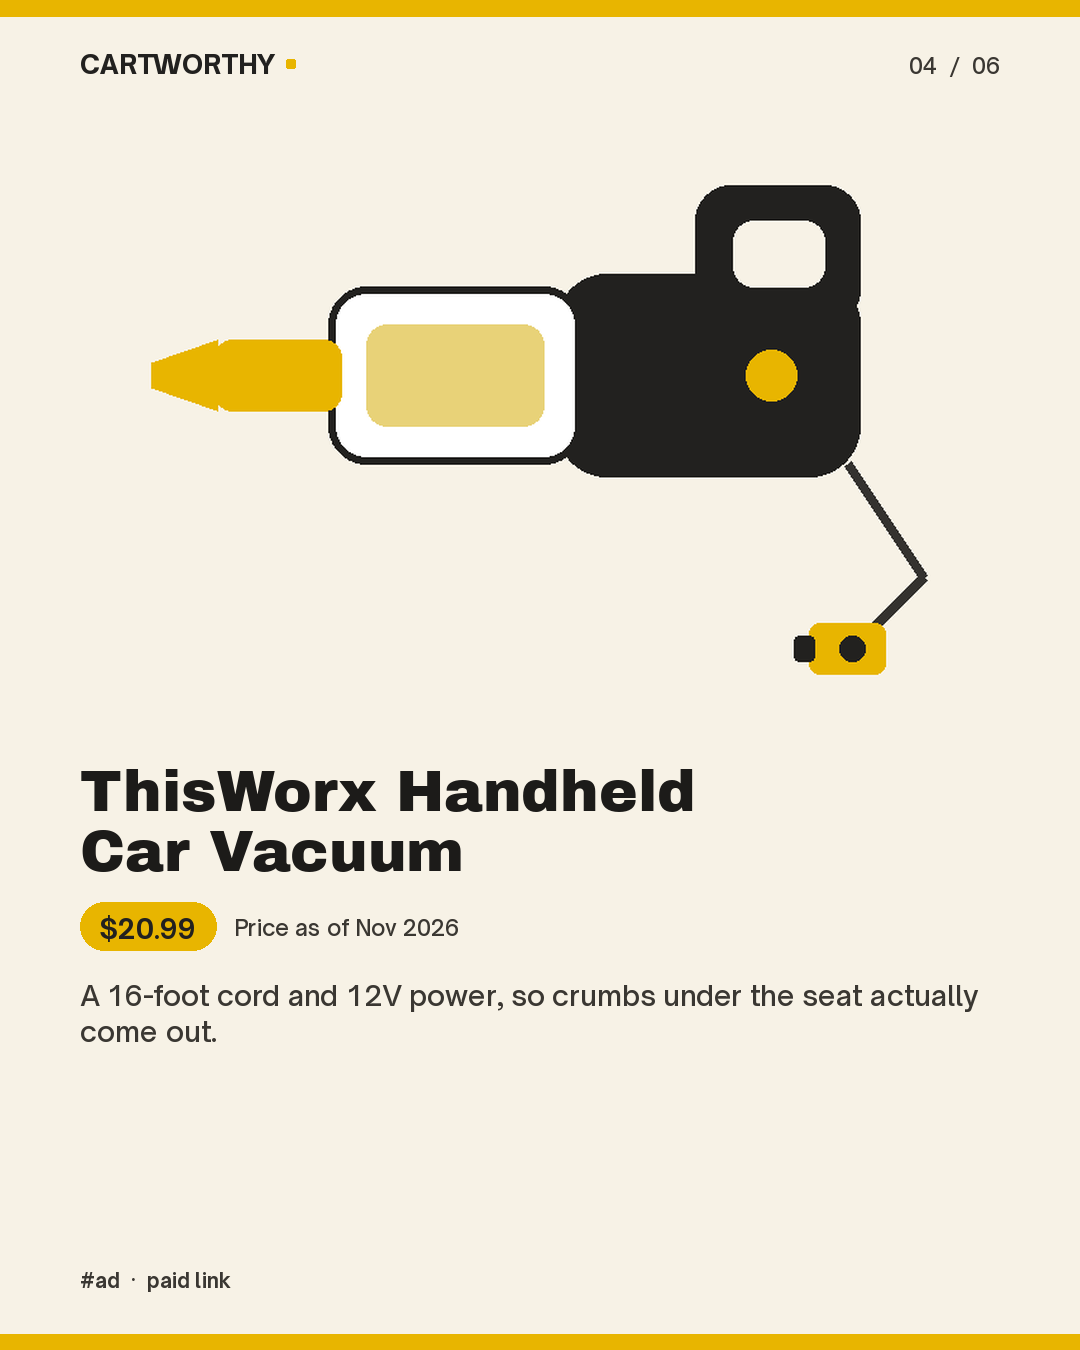 CARTWORTHY
04 / 06
ThisWorx Handheld
Car Vacuum
$20.99 Price as of Nov 2026
A 16-foot cord and 12V power, so crumbs under the seat actually
come out.
#ad · paid link